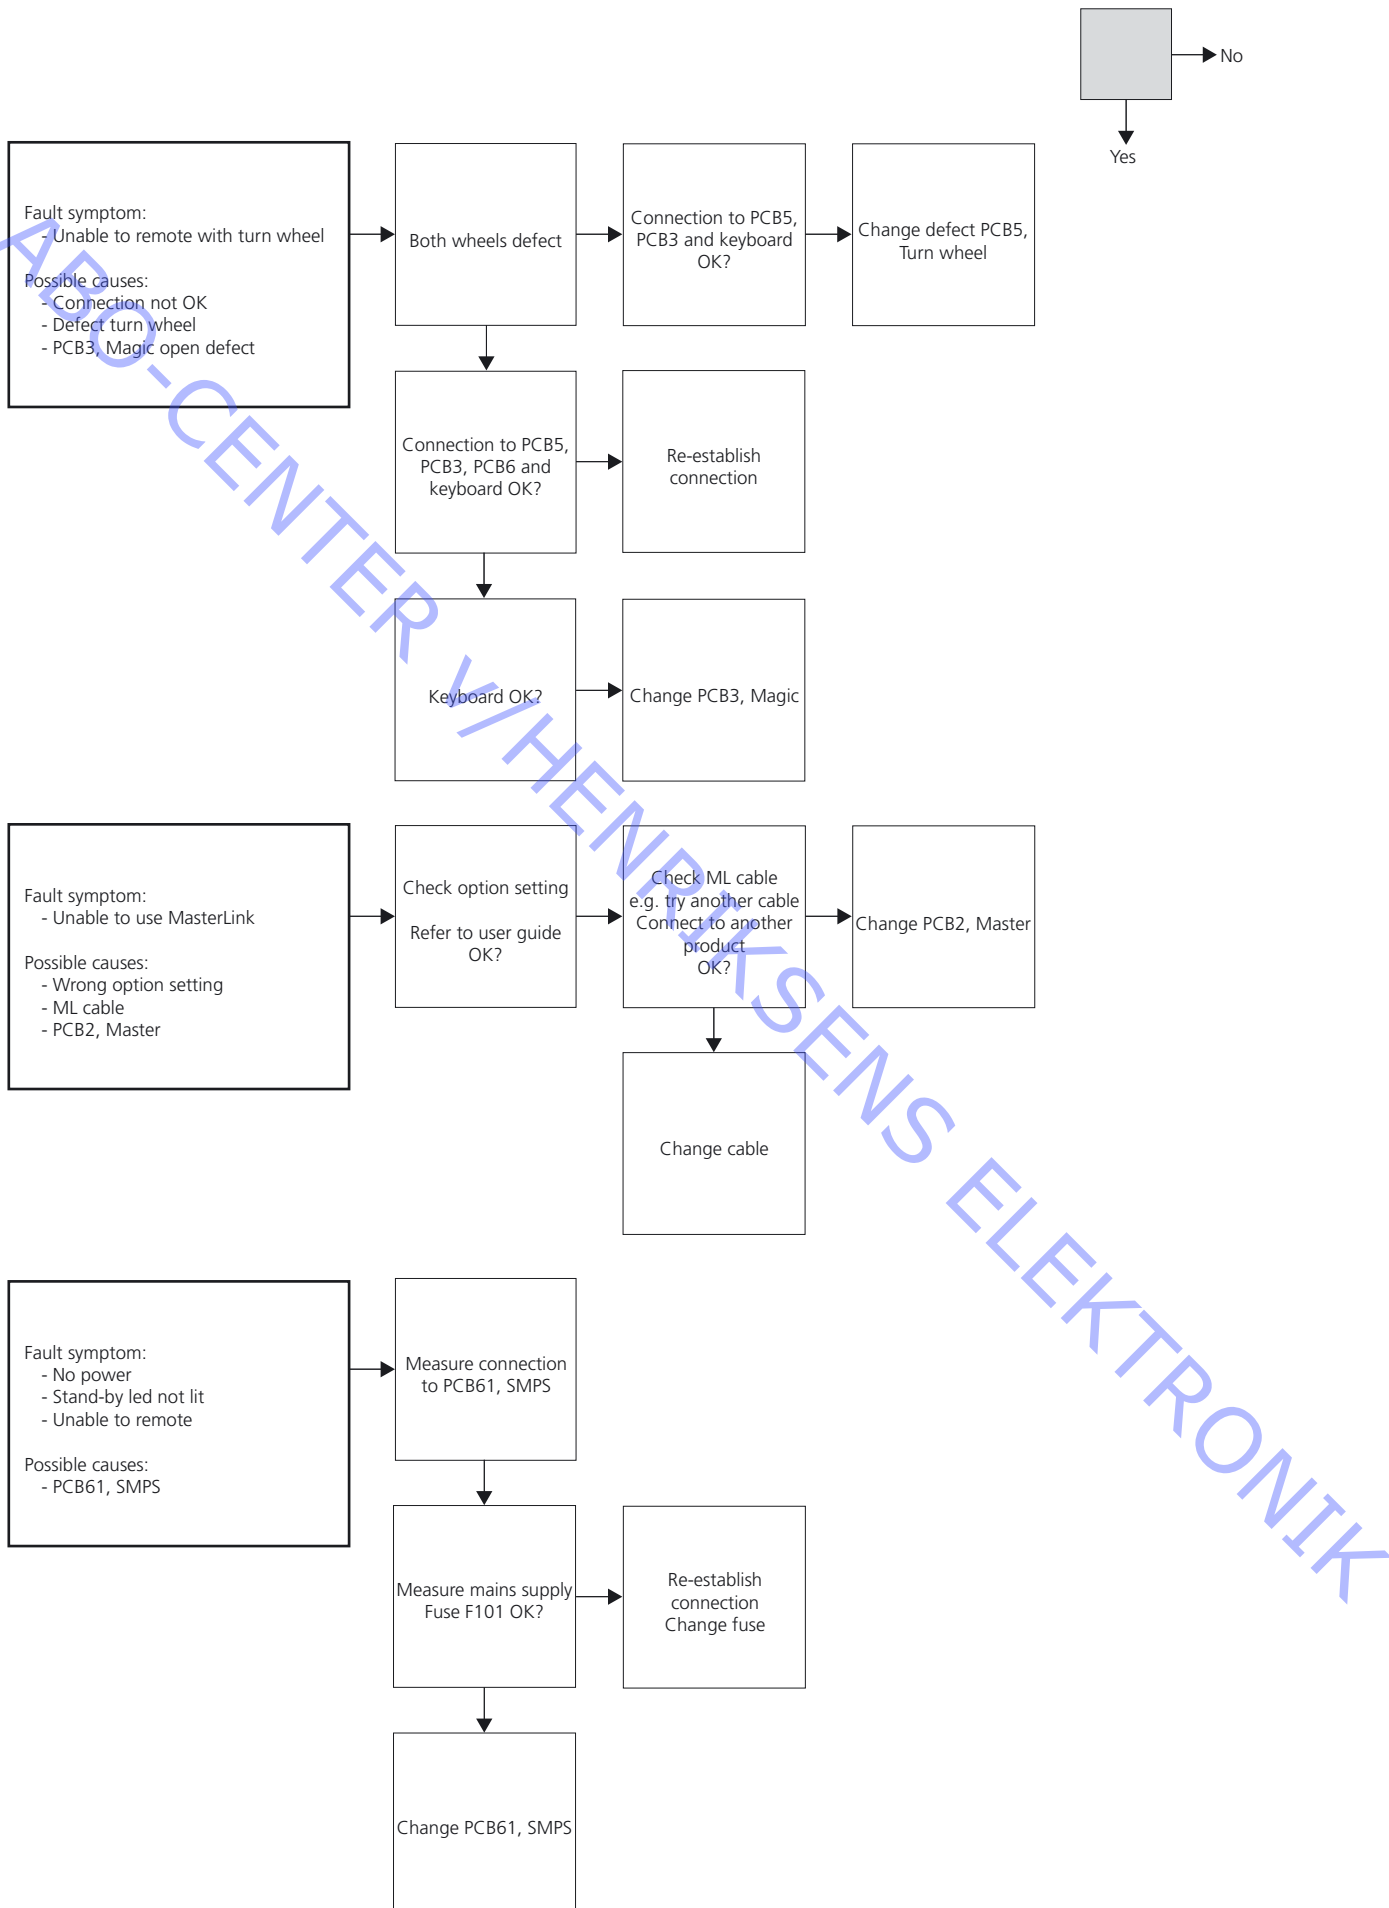 No
Yes
Fault symptom:
- Unable to remote with turn wheel
Possible causes:
- Connection not OK
- Defect turn wheel
- PCB3, Magic open defect
Both wheels defect
Connection to PCB5,
PCB3 and keyboard
OK?
Change defect PCB5,
Turn wheel
Connection to PCB5,
PCB3, PCB6 and
keyboard OK?
Re-establish
connection
Keyboard OK?
Change PCB3, Magic
Fault symptom:
- Unable to use MasterLink
Possible causes:
- Wrong option setting
- ML cable
- PCB2, Master
Check option setting
Refer to user guide
OK?
Check ML cable
e.g. try another cable
Connect to another
product
OK?
Change PCB2, Master
Change cable
Fault symptom:
- No power
- Stand-by led not lit
- Unable to remote
Possible causes:
- PCB61, SMPS
Measure connection
to PCB61, SMPS
Measure mains supply
Fuse F101 OK?
Re-establish
connection
Change fuse
Change PCB61, SMPS
ABO-CENTER v/HENRIKSENS ELEKTRONIK